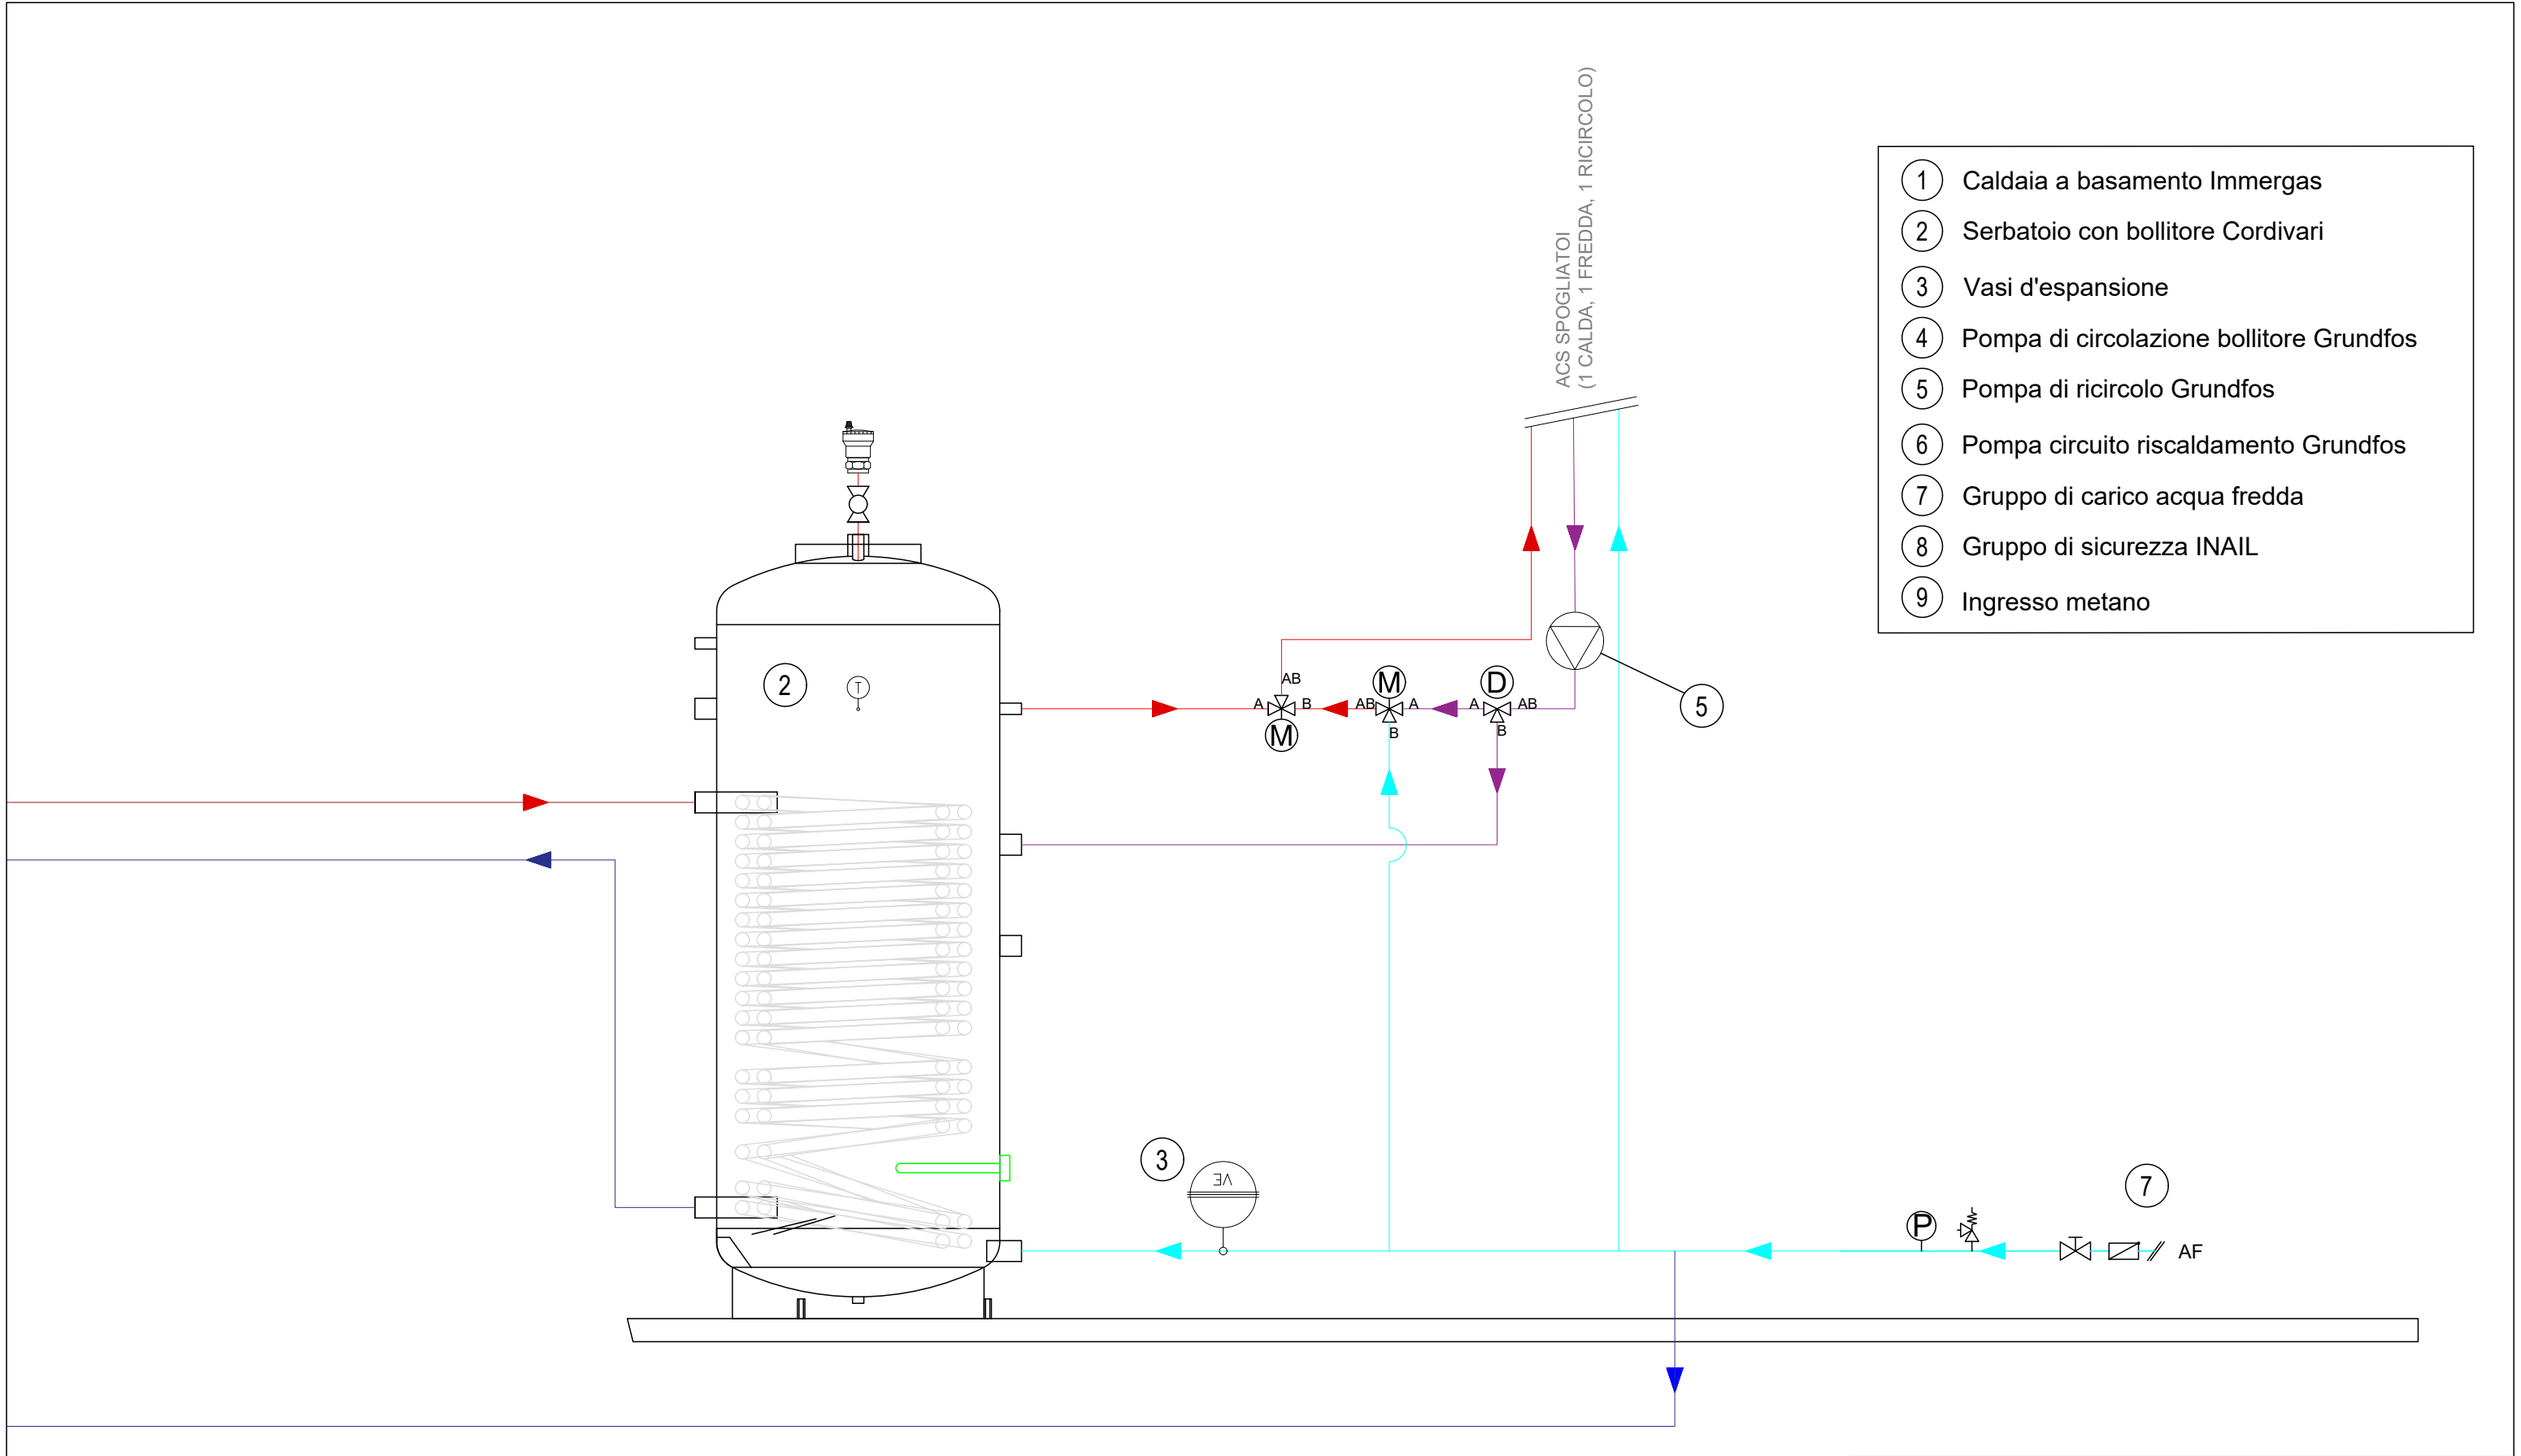 ACS SPOGLIATOI
(1 CALDA, 1 FREDDA, 1 RICIRCOLO)
1 Caldaia a basamento Immergas
2 Serbatoio con bollitore Cordivari
3 Vasi d'espansione
4 Pompa di circolazione bollitore Grundfos
5 Pompa di ricircolo Grundfos
6 Pompa circuito riscaldamento Grundfos
7 Gruppo di carico acqua fredda
8 Gruppo di sicurezza INAIL
9 Ingresso metano
2
T
AB
M
D
A
B
AB
A
A
AB
5
M
B
B
3
VE
7
P
AF